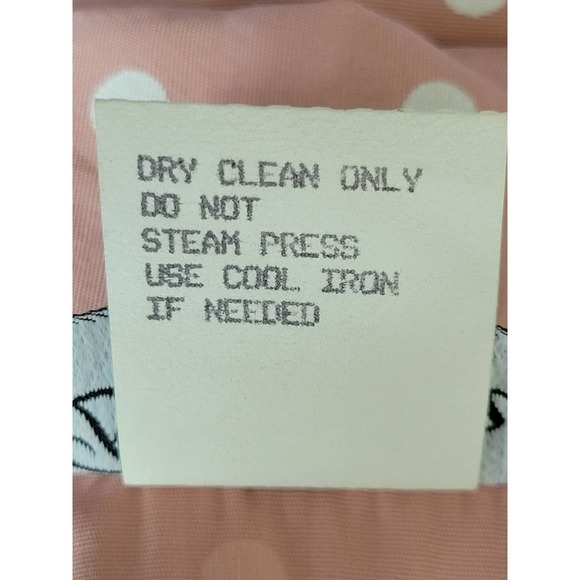 DRY CLEAN ONLY
DO NOT
STEAM PRESS
USE COOL IRON
IF NEEDED